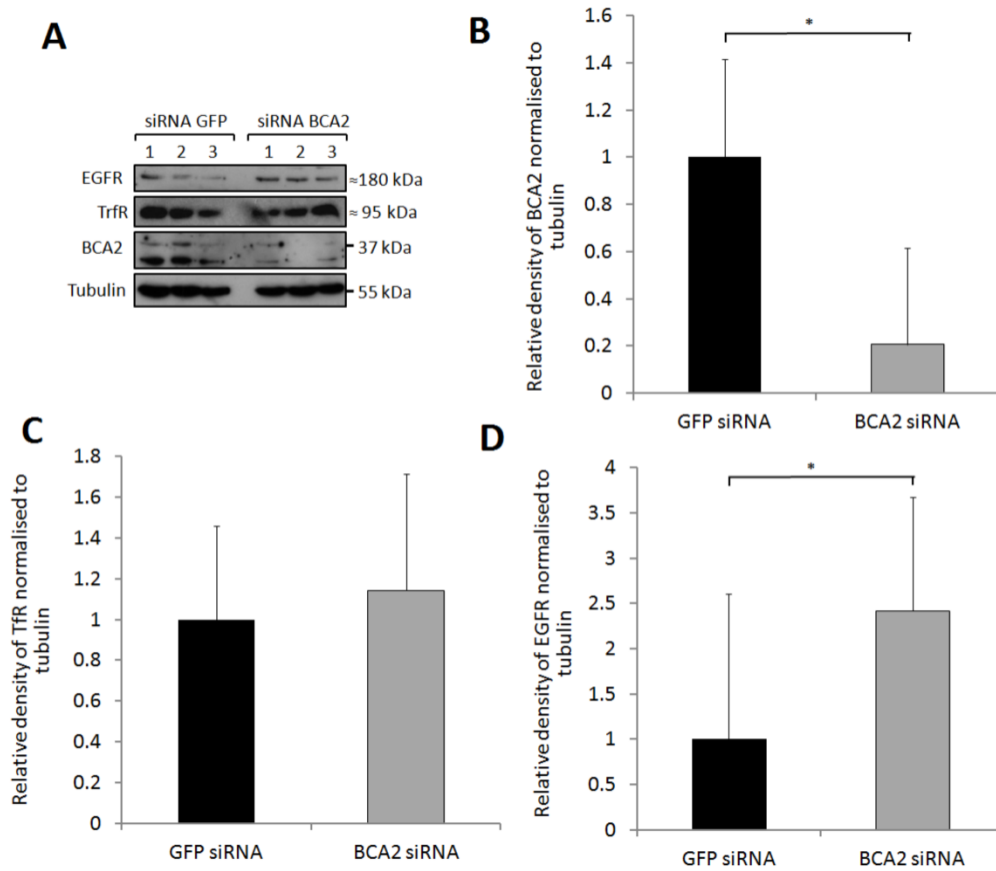 A
siRNA GFP siRNA BCA2
1 2 3 1 2 3
EGFR ≈180 kDa
TrfR ≈ 95 kDa
BCA2 37 kDa
Tubulin 55 kDa
B
Relative density of BCA2 normalised to
tubulin
1.6
1.4
1.2
1
0.8
0.6
0.4
0.2
0
*
GFP siRNA BCA2 siRNA
C
Relative density of TfR normalised to
tubulin
1.8
1.6
1.4
1.2
1
0.8
0.6
0.4
0.2
0
GFP siRNA BCA2 siRNA
D
Relative density of EGFR normalised to
tubulin
4
3.5
3
2.5
2
1.5
1
0.5
0
*
GFP siRNA BCA2 siRNA